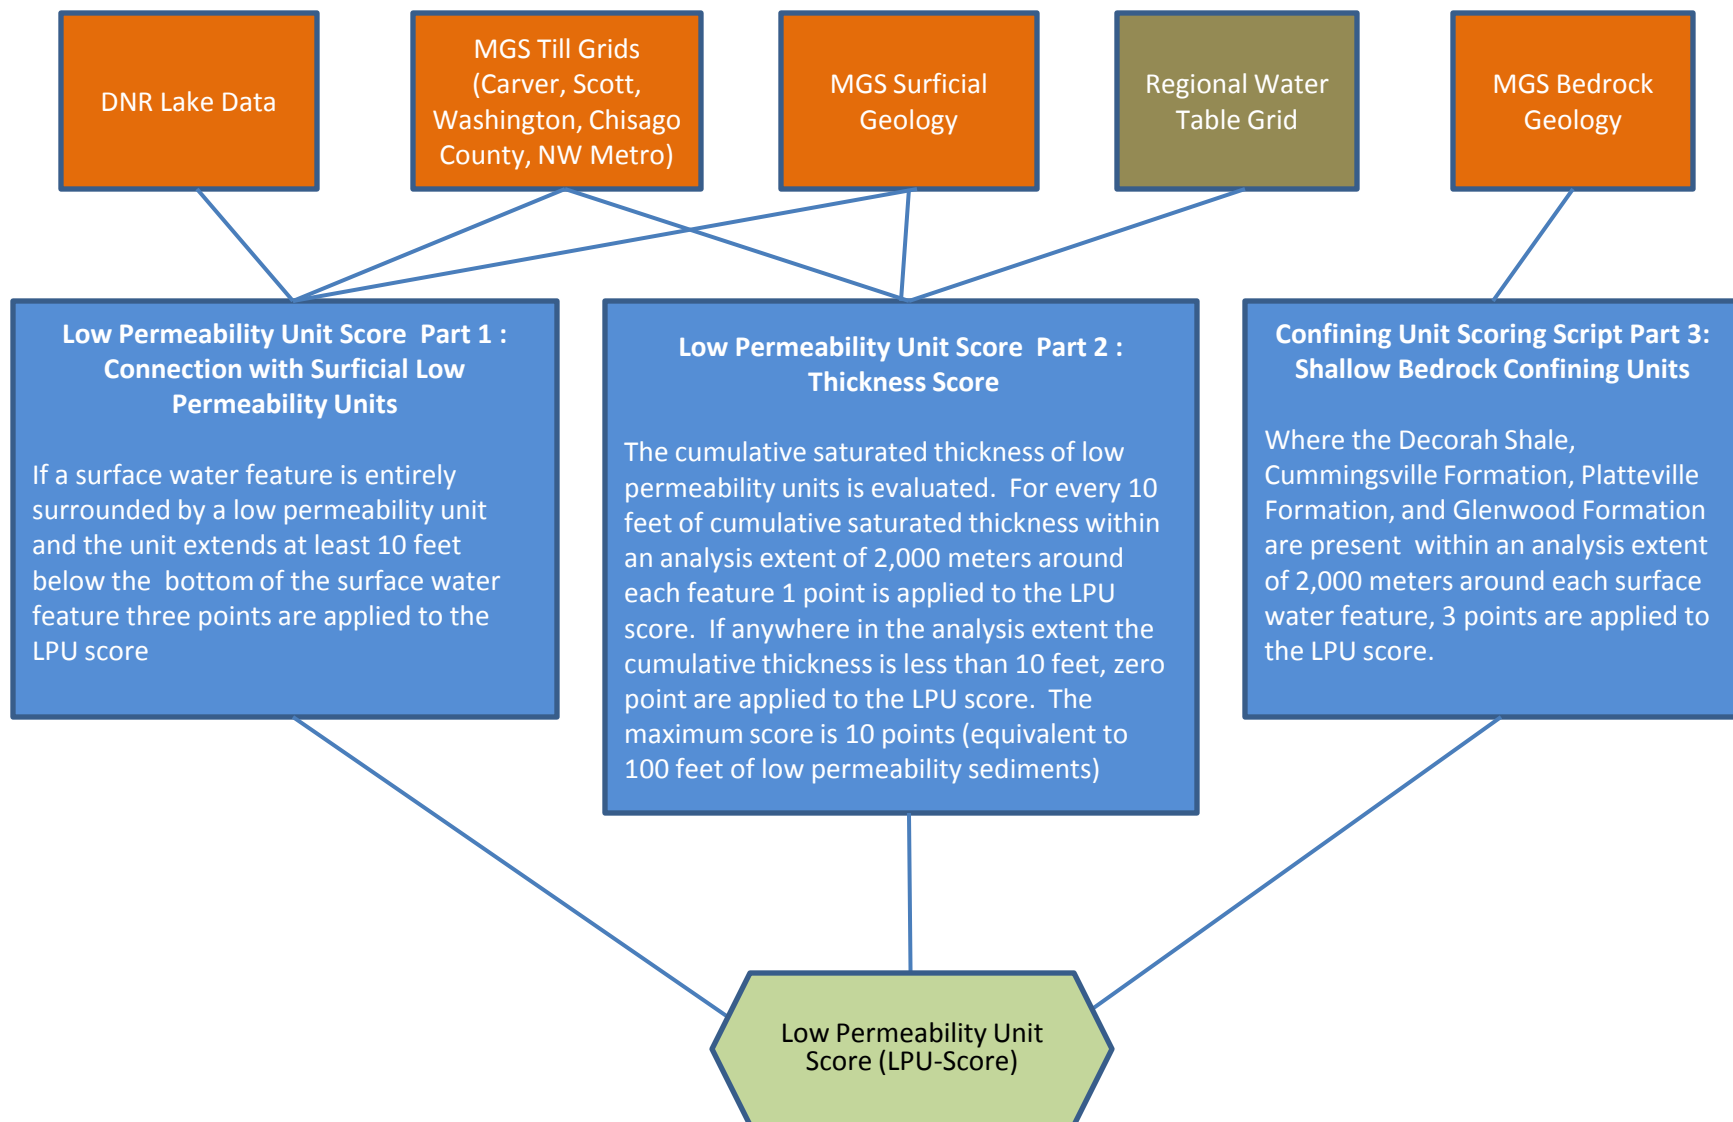 DNR Lake Data
MGS Till Grids
(Carver, Scott,
Washington, Chisago
County, NW Metro)
MGS Surficial
Geology
Regional Water
Table Grid
MGS Bedrock
Geology
Low Permeability Unit Score Part 1 :
Connection with Surficial Low
Permeability Units
If a surface water feature is entirely
surrounded by a low permeability unit
and the unit extends at least 10 feet
below the bottom of the surface water
feature three points are applied to the
LPU score
Low Permeability Unit Score Part 2 :
Thickness Score
The cumulative saturated thickness of low
permeability units is evaluated. For every 10
feet of cumulative saturated thickness within
an analysis extent of 2,000 meters around
each feature 1 point is applied to the LPU
score. If anywhere in the analysis extent the
cumulative thickness is less than 10 feet, zero
point are applied to the LPU score. The
maximum score is 10 points (equivalent to
100 feet of low permeability sediments)
Confining Unit Scoring Script Part 3:
Shallow Bedrock Confining Units
Where the Decorah Shale,
Cummingsville Formation, Platteville
Formation, and Glenwood Formation
are present within an analysis extent
of 2,000 meters around each surface
water feature, 3 points are applied to
the LPU score.
Low Permeability Unit
Score (LPU-Score)